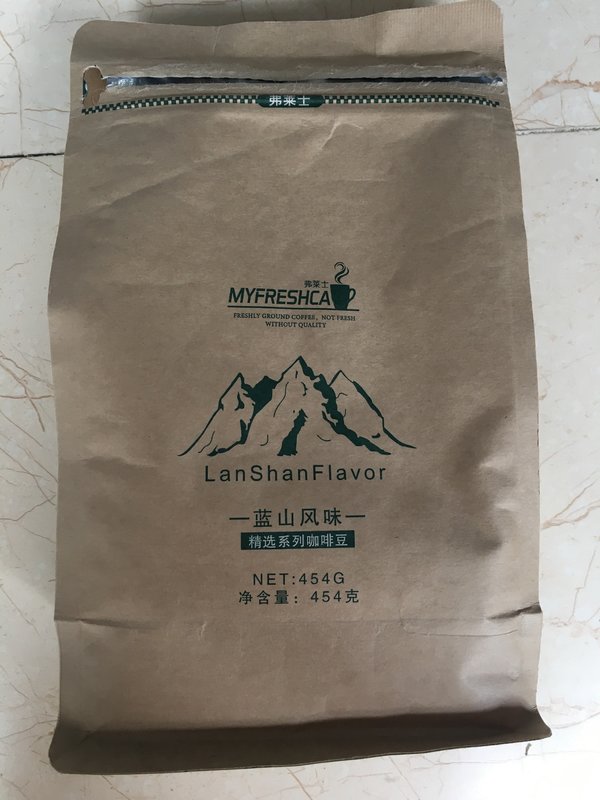 弗莱士
弗莱士
MYFRESHCA
FRESHLY GROUND COFFEE, NOT FRESH
WITHOUT QUALITY
LanShanFlavor
蓝山风味
精选系列咖啡豆
NET:454G
净含量：454克